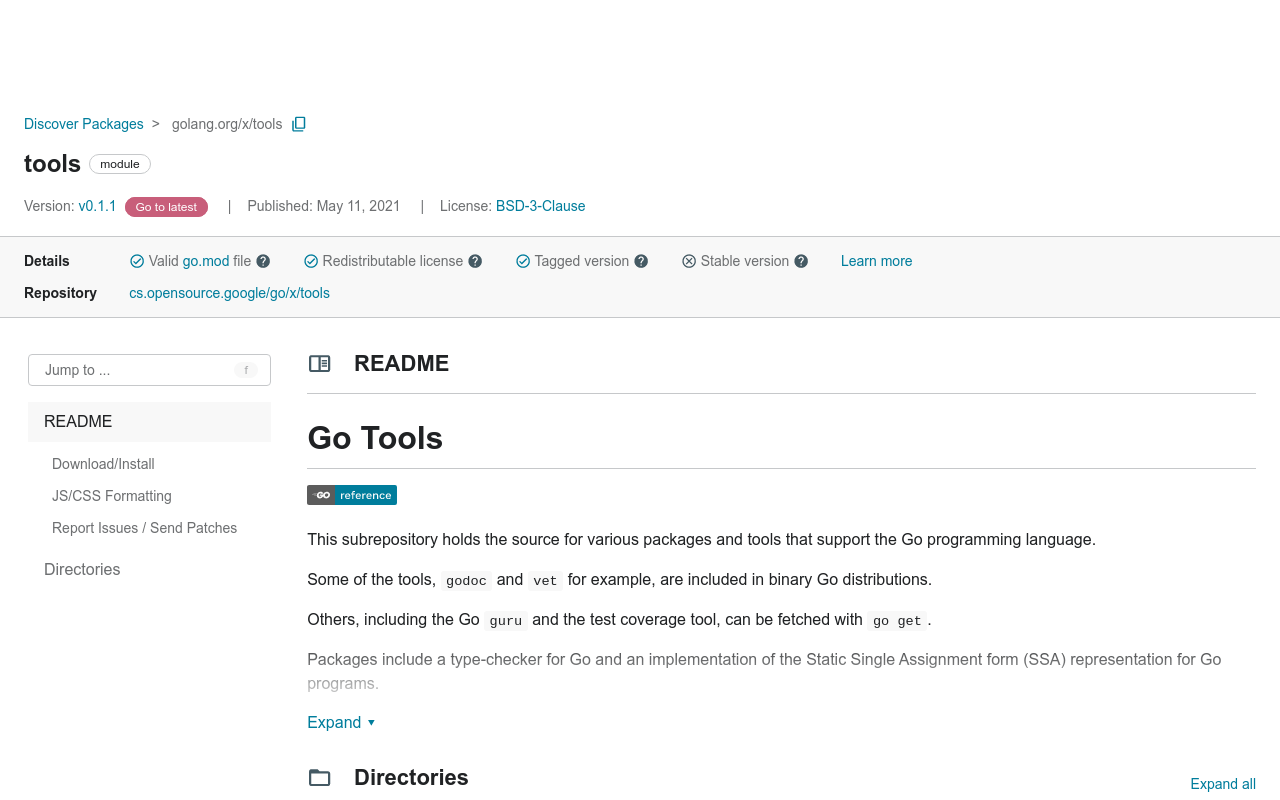 Discover Packages > golang.org/x/tools
tools module
Version: v0.1.1 Go to latest | Published: May 11, 2021 | License: BSD-3-Clause
Details Valid go.mod file ? Redistributable license ? Tagged version ? Stable version ? Learn more
Repository cs.opensource.google/go/x/tools
Jump to ... f
README
Download/Install
JS/CSS Formatting
Report Issues / Send Patches
Directories
README
Go Tools
GO reference
This subrepository holds the source for various packages and tools that support the Go programming language.
Some of the tools, godoc and vet for example, are included in binary Go distributions.
Others, including the Go guru and the test coverage tool, can be fetched with go get.
Packages include a type-checker for Go and an implementation of the Static Single Assignment form (SSA) representation for Go
programs.
Expand ▼
Directories
Expand all